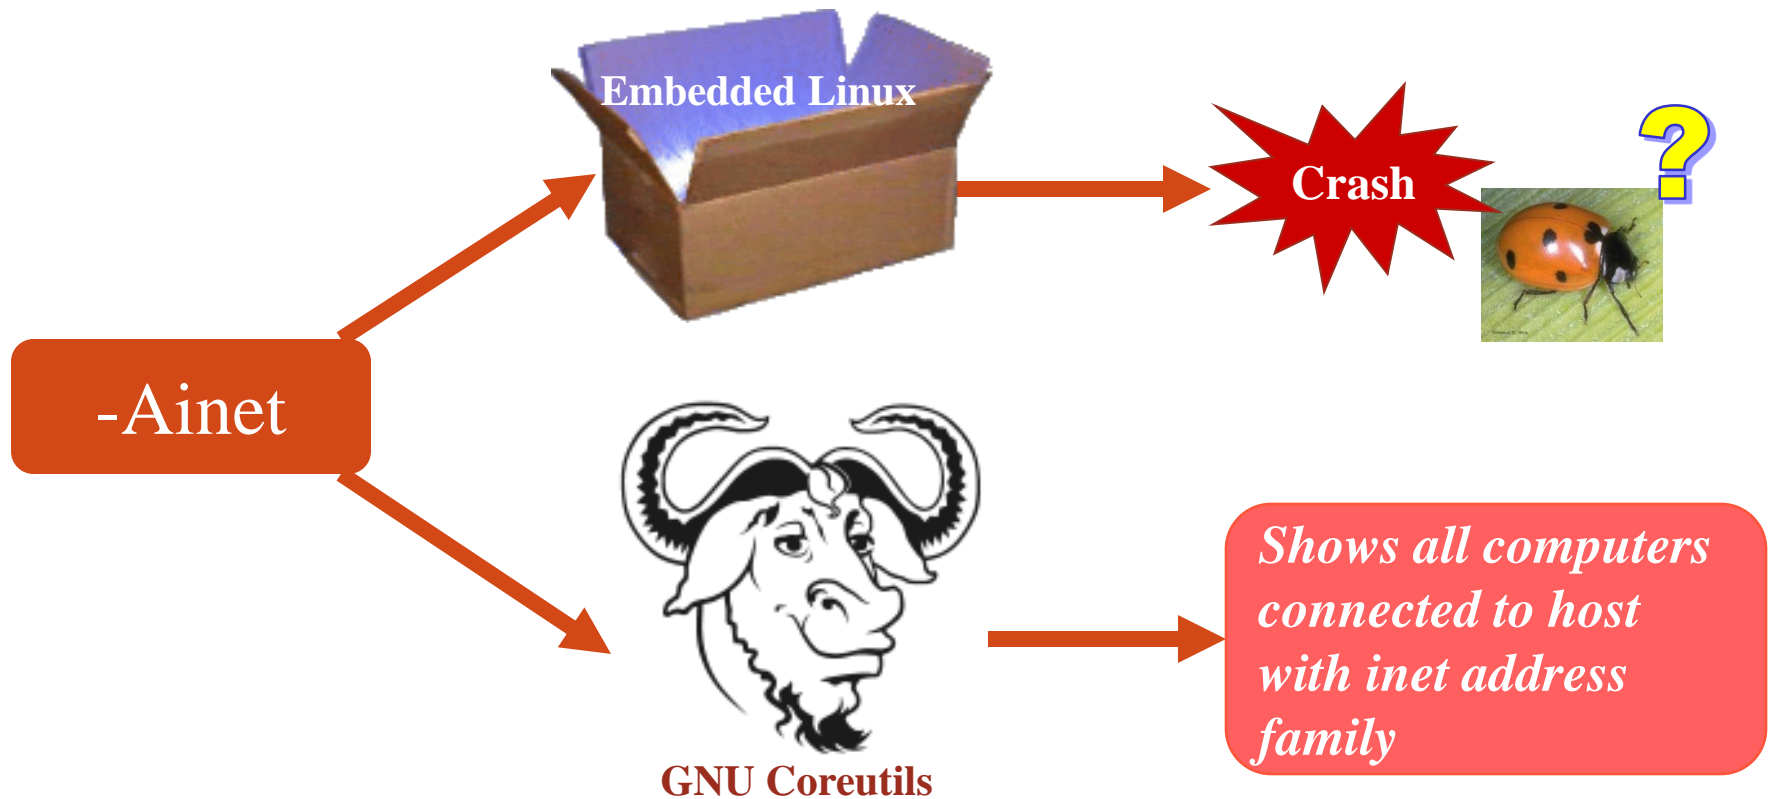 Embedded Linux
Crash
?
-Ainet
Shows all computers
connected to host
with inet address
family
GNU Coreutils